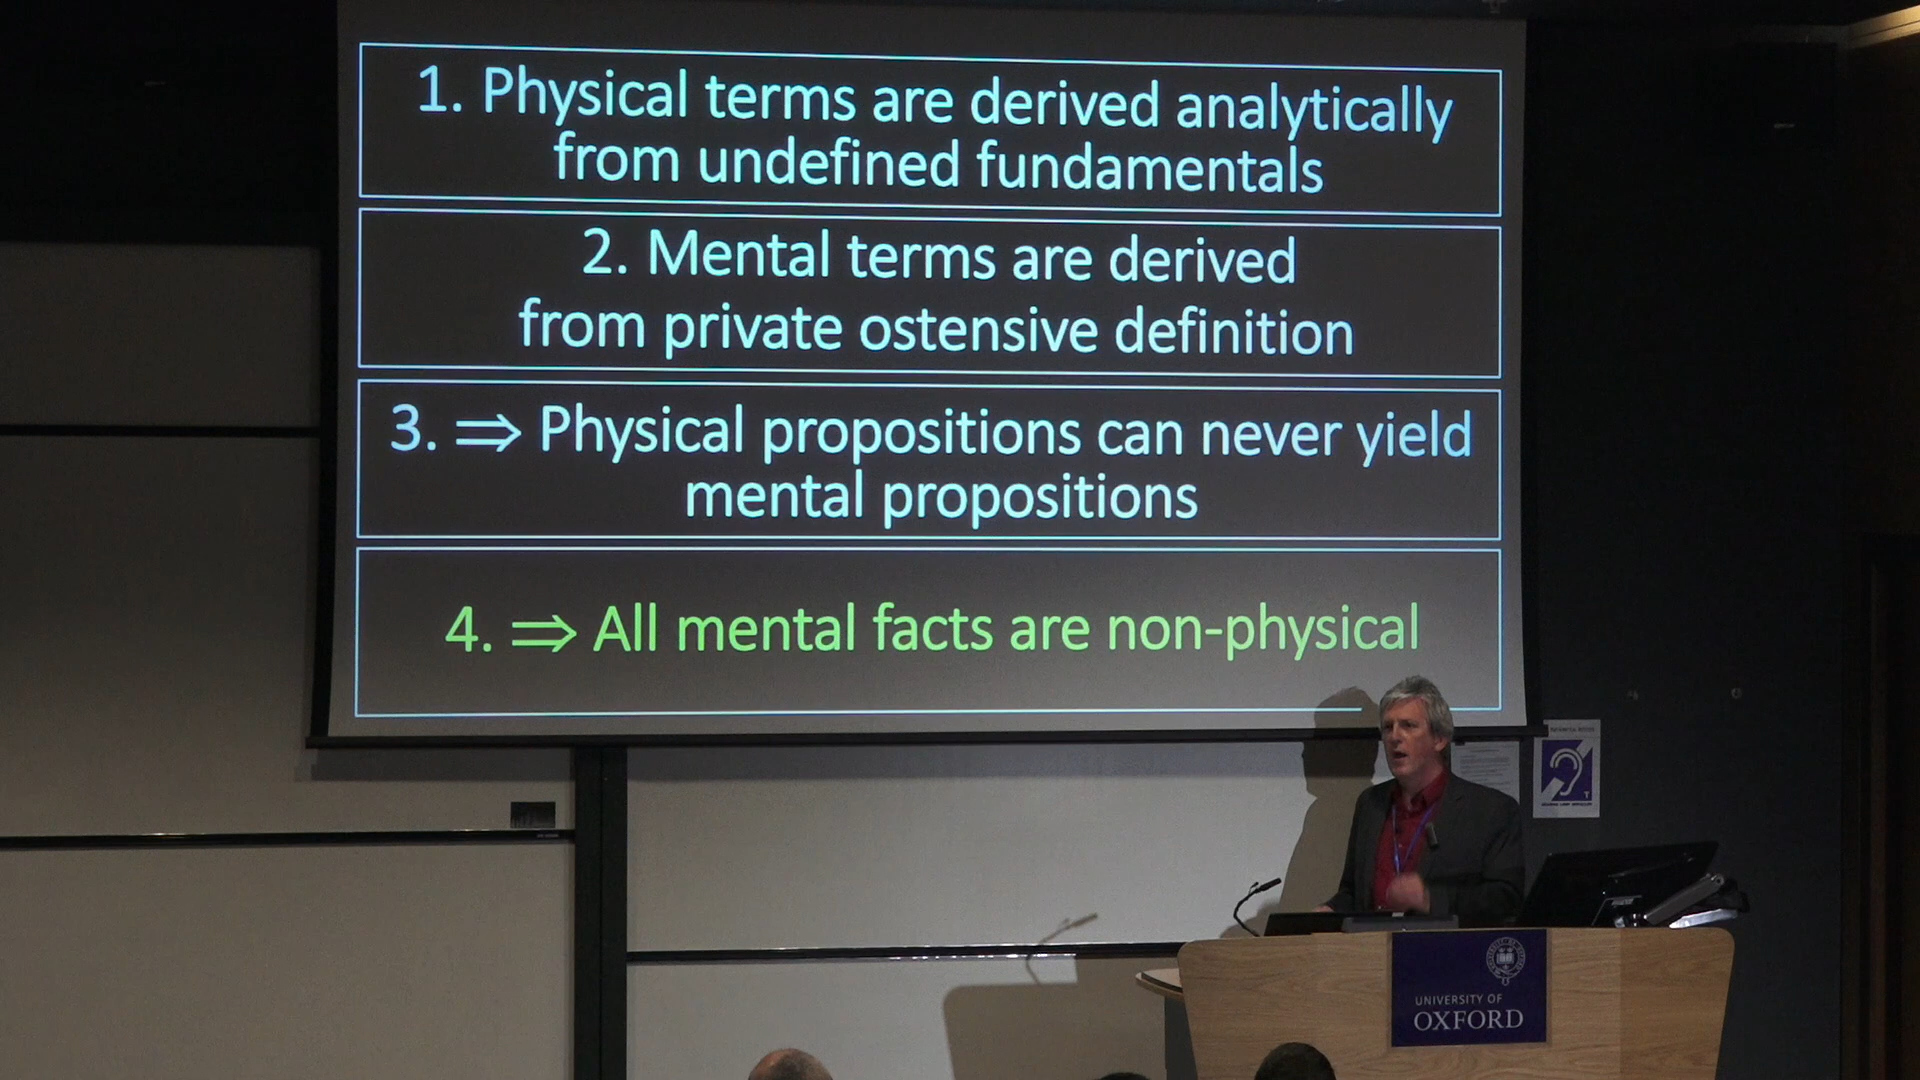 1. Physical terms are derived analytically
from undefined fundamentals
2. Mental terms are derived
from private ostensive definition
3. ⇒ Physical propositions can never yield
mental propositions
4. ⇒ All mental facts are non-physical
T
UNIVERSITY OF
OXFORD